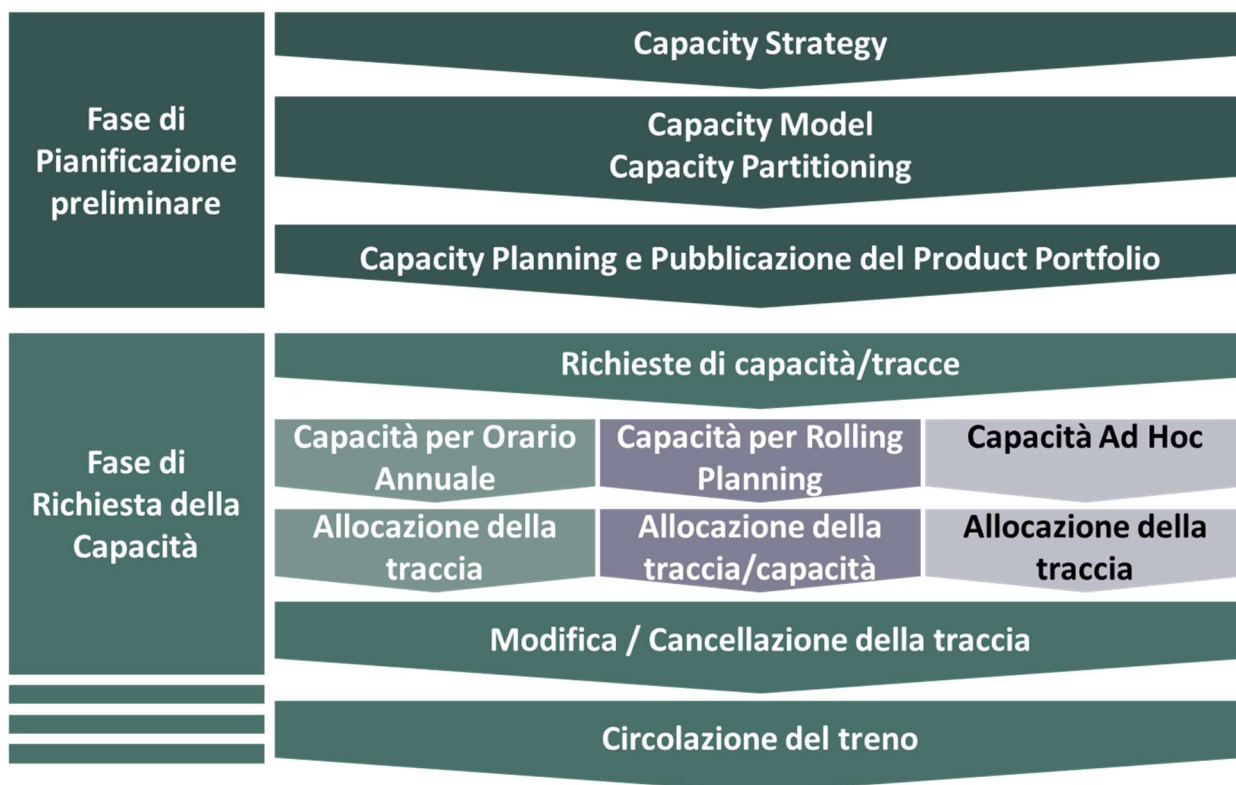 Fase di
Pianificazione
preliminare
Capacity Strategy
Capacity Model
Capacity Partitioning
Capacity Planning e Pubblicazione del Product Portfolio
Fase di
Richiesta della
Capacità
Richieste di capacità/tracce
Capacità per Orario
Annuale
Capacità per Rolling
Planning
Capacità Ad Hoc
Allocazione della
traccia
Allocazione della
traccia/capacità
Allocazione della
traccia
Modifica / Cancellazione della traccia
Circolazione del treno